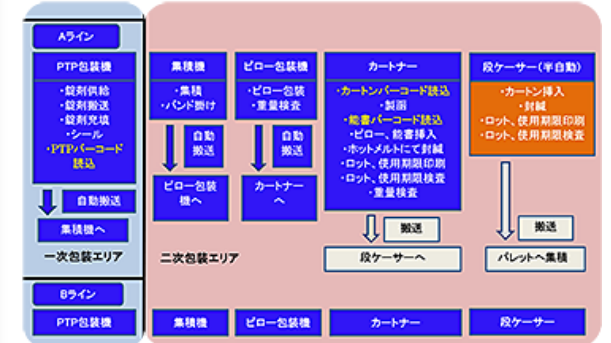 Aライン
PTP包装機
・錠剤供給
・錠剤搬送
・錠剤充填
・シール
・PTPバーコード
読込
自動搬送
集積機へ
一次包装エリア
集積機
・集積
・バンド掛け
自動
搬送
ピロー包装
機へ
ピロー包装機
・ピロー包装
・重量検査
自動
搬送
カートナー
へ
カートナー
・カートンバーコード読込
・製函
・能書バーコード読込
・ピロー、能書挿入
・ホットメルトにて封緘
・ロット、使用期限印刷
・ロット、使用期限検査
・重量検査
搬送
段ケーサーへ
段ケーサー(半自動)
・カートン挿入
・封緘
・ロット、使用期限印刷
・ロット、使用期限検査
搬送
パレットへ集積
二次包装エリア
Bライン
PTP包装機
集積機
ピロー包装機
カートナー
段ケーサー